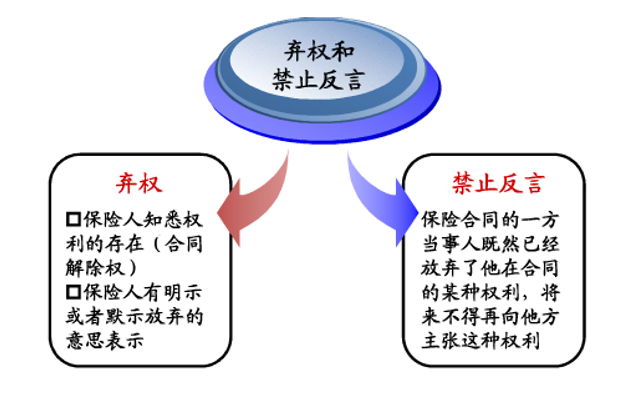 弃权和
禁止反言
弃权
保险人知悉权
利的存在（合同
解除权）
保险人有明示
或者默示放弃的
意思表示
禁止反言
保险合同的一方
当事人既然已经
放弃了他在合同
的某种权利，将
来不得再向他方
主张这种权利